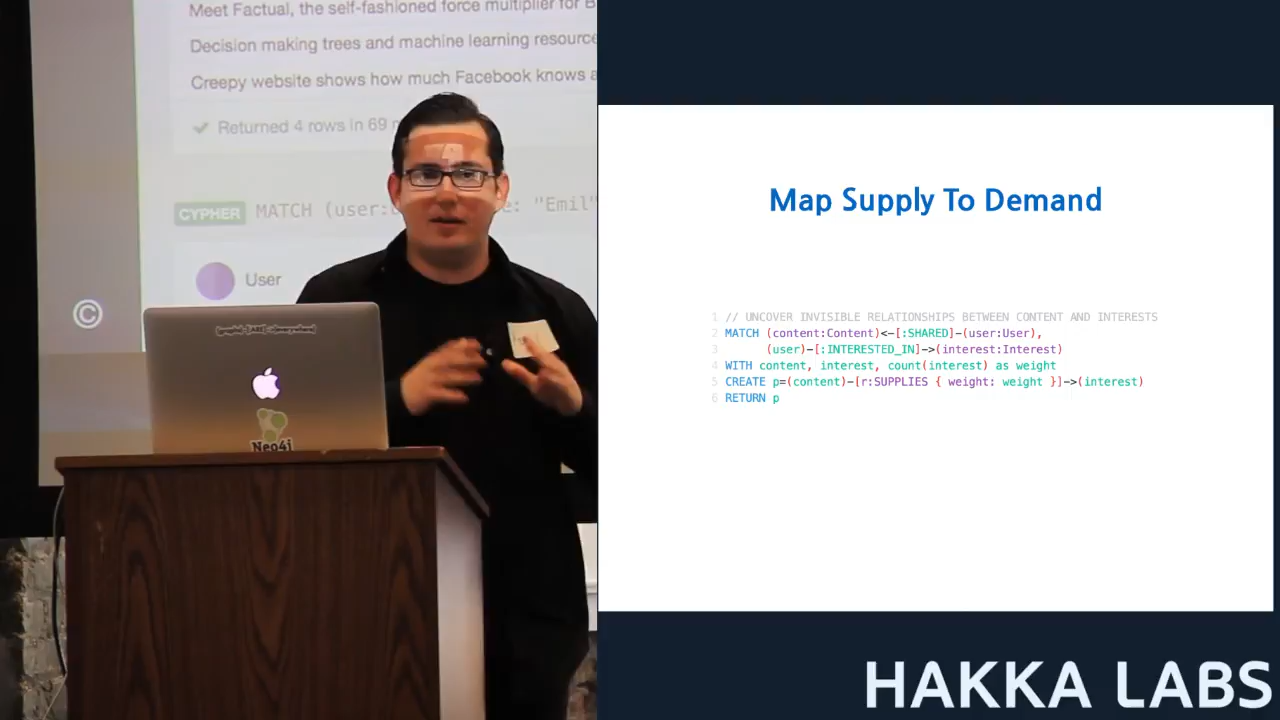 Meet Factual, the self-fashioned force multiplier for B
Decision making trees and machine learning resource
Creepy website shows how much Facebook knows a
Returned 4 rows in 69
CYPHER MATCH (user: e: "Emil"
User
©
Neo4j
Map Supply To Demand
1 // UNCOVER INVISIBLE RELATIONSHIPS BETWEEN CONTENT AND INTERESTS
2 MATCH (content:Content)<-[:SHARED]-(user:User),
3 (user)-[:INTERESTED_IN]->(interest:Interest)
4 WITH content, interest, count(interest) as weight
5 CREATE p=(content)-[r:SUPPLIES { weight: weight }]->(interest)
6 RETURN p
HAKKA LABS